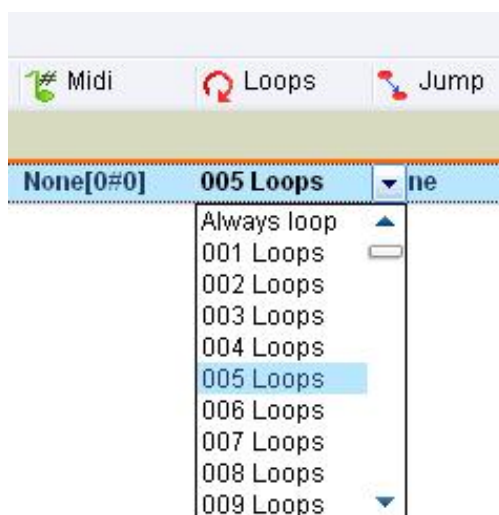 Midi Loops Jump
None[0#0] 005 Loops ne
Always loop
001 Loops
002 Loops
003 Loops
004 Loops
005 Loops
006 Loops
007 Loops
008 Loops
009 Loops